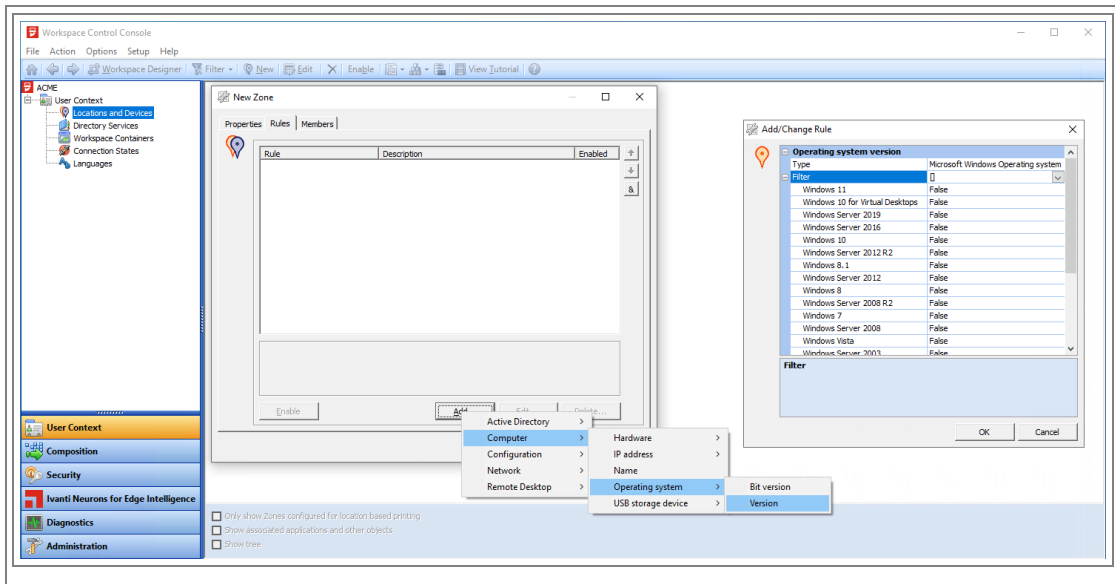 Workspace Control Console
File Action Options Setup Help
Workspace Designer Filter New Edit Enable View Tutorial
ACME
User Context
Locations and Devices
Directory Services
Workspace Containers
Connection States
Languages
New Zone
Properties Rules Members
Rule Description Enabled
&
Enable Add Edit Delete...
Active Directory
Computer
Configuration
Network
Remote Desktop
Hardware
IP address
Name
Operating system
USB storage device
Bit version
Version
Add/Change Rule
Operating system version
Type Microsoft Windows Operating system
Filter []
Windows 11 False
Windows 10 for Virtual Desktops False
Windows Server 2019 False
Windows Server 2016 False
Windows 10 False
Windows Server 2012 R2 False
Windows 8.1 False
Windows Server 2012 False
Windows 8 False
Windows Server 2008 R2 False
Windows 7 False
Windows Server 2008 False
Windows Vista False
Windows Server 2003 False
Filter
OK Cancel
User Context
Composition
Security
Ivanti Neurons for Edge Intelligence
Diagnostics
Administration
Only show Zones configured for location based printing
Show associated applications and other objects
Show tree